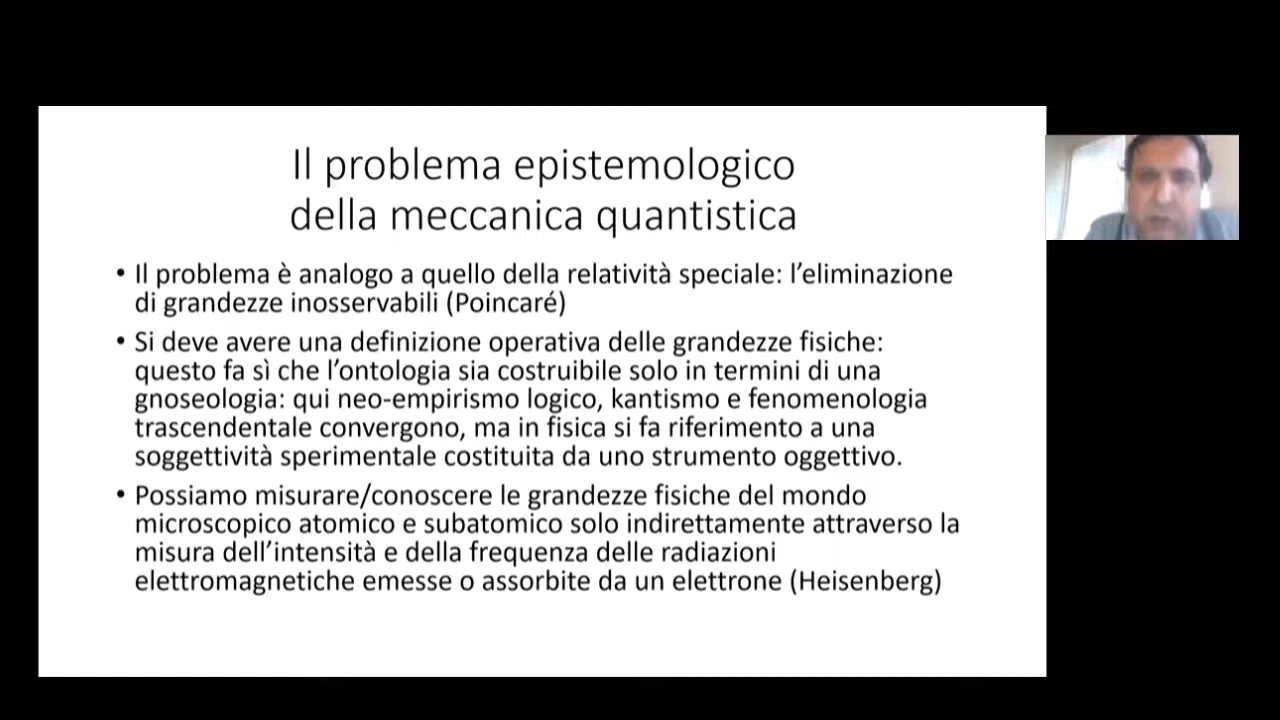 Il problema epistemologico
della meccanica quantistica
• Il problema è analogo a quello della relatività speciale: l’eliminazione
di grandezze inosservabili (Poincaré)
• Si deve avere una definizione operativa delle grandezze fisiche:
questo fa sì che l’ontologia sia costruibile solo in termini di una
gnoseologia: qui neo-empirismo logico, kantismo e fenomenologia
trascendentale convergono, ma in fisica si fa riferimento a una
soggettività sperimentale costituita da uno strumento oggettivo.
• Possiamo misurare/conoscere le grandezze fisiche del mondo
microscopico atomico e subatomico solo indirettamente attraverso la
misura dell’intensità e della frequenza delle radiazioni
elettromagnetiche emesse o assorbite da un elettrone (Heisenberg)